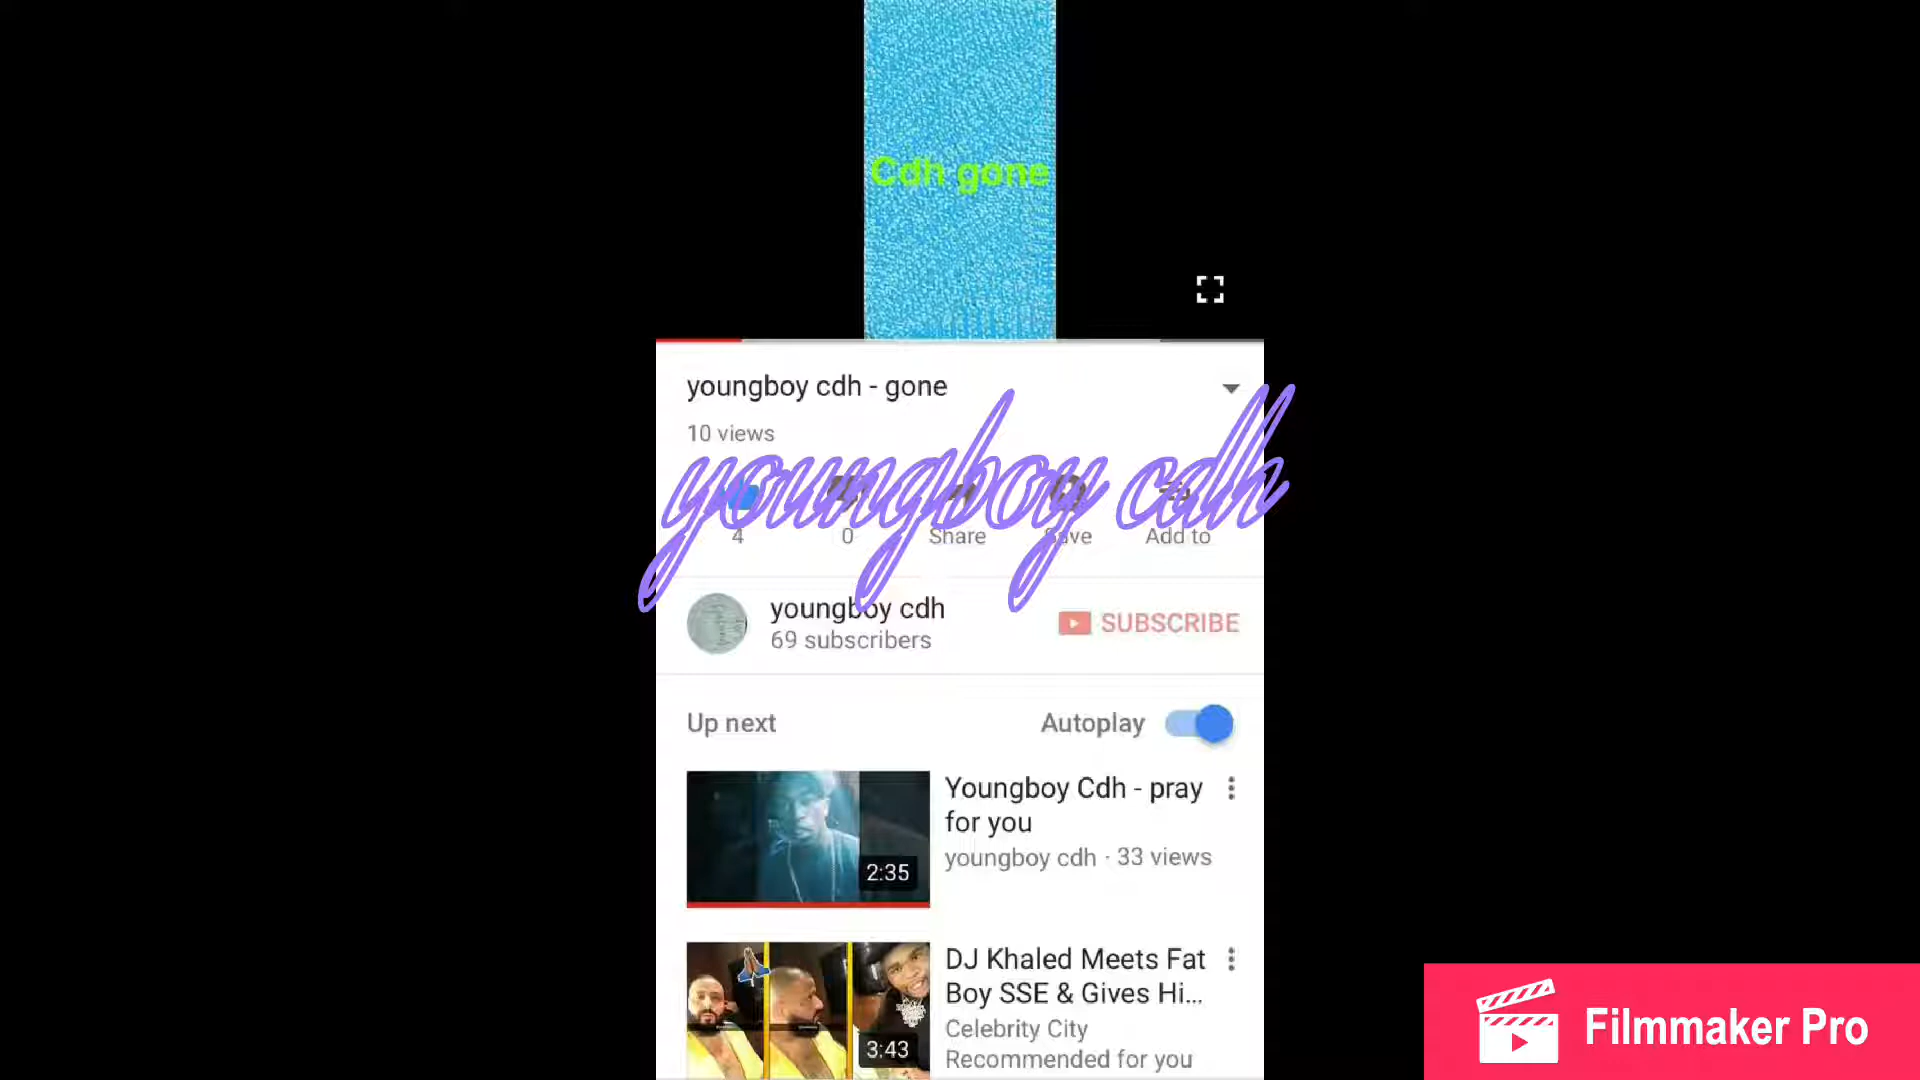 Cdh gone
youngboy cdh - gone
10 views
youngboy cdh
4
0
Share
Save
Add to
youngboy cdh
69 subscribers
SUBSCRIBE
Up next
Autoplay
2:35
Youngboy Cdh - pray
for you
youngboy cdh · 33 views
3:43
DJ Khaled Meets Fat
Boy SSE & Gives Hi...
Celebrity City
Recommended for you
Filmmaker Pro